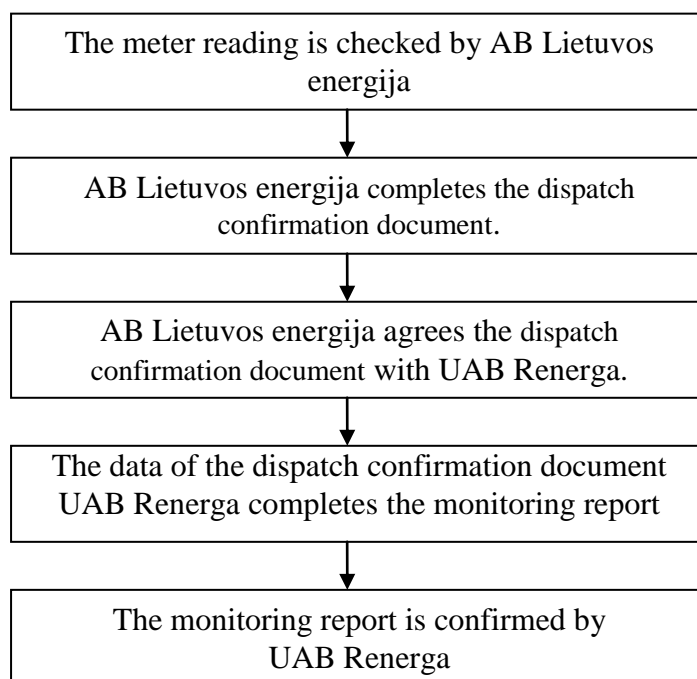 The meter reading is checked by AB Lietuvos
energija
AB Lietuvos energija completes the dispatch
confirmation document.
AB Lietuvos energija agrees the dispatch
confirmation document with UAB Renerga.
The data of the dispatch confirmation document
UAB Renerga completes the monitoring report
The monitoring report is confirmed by
UAB Renerga